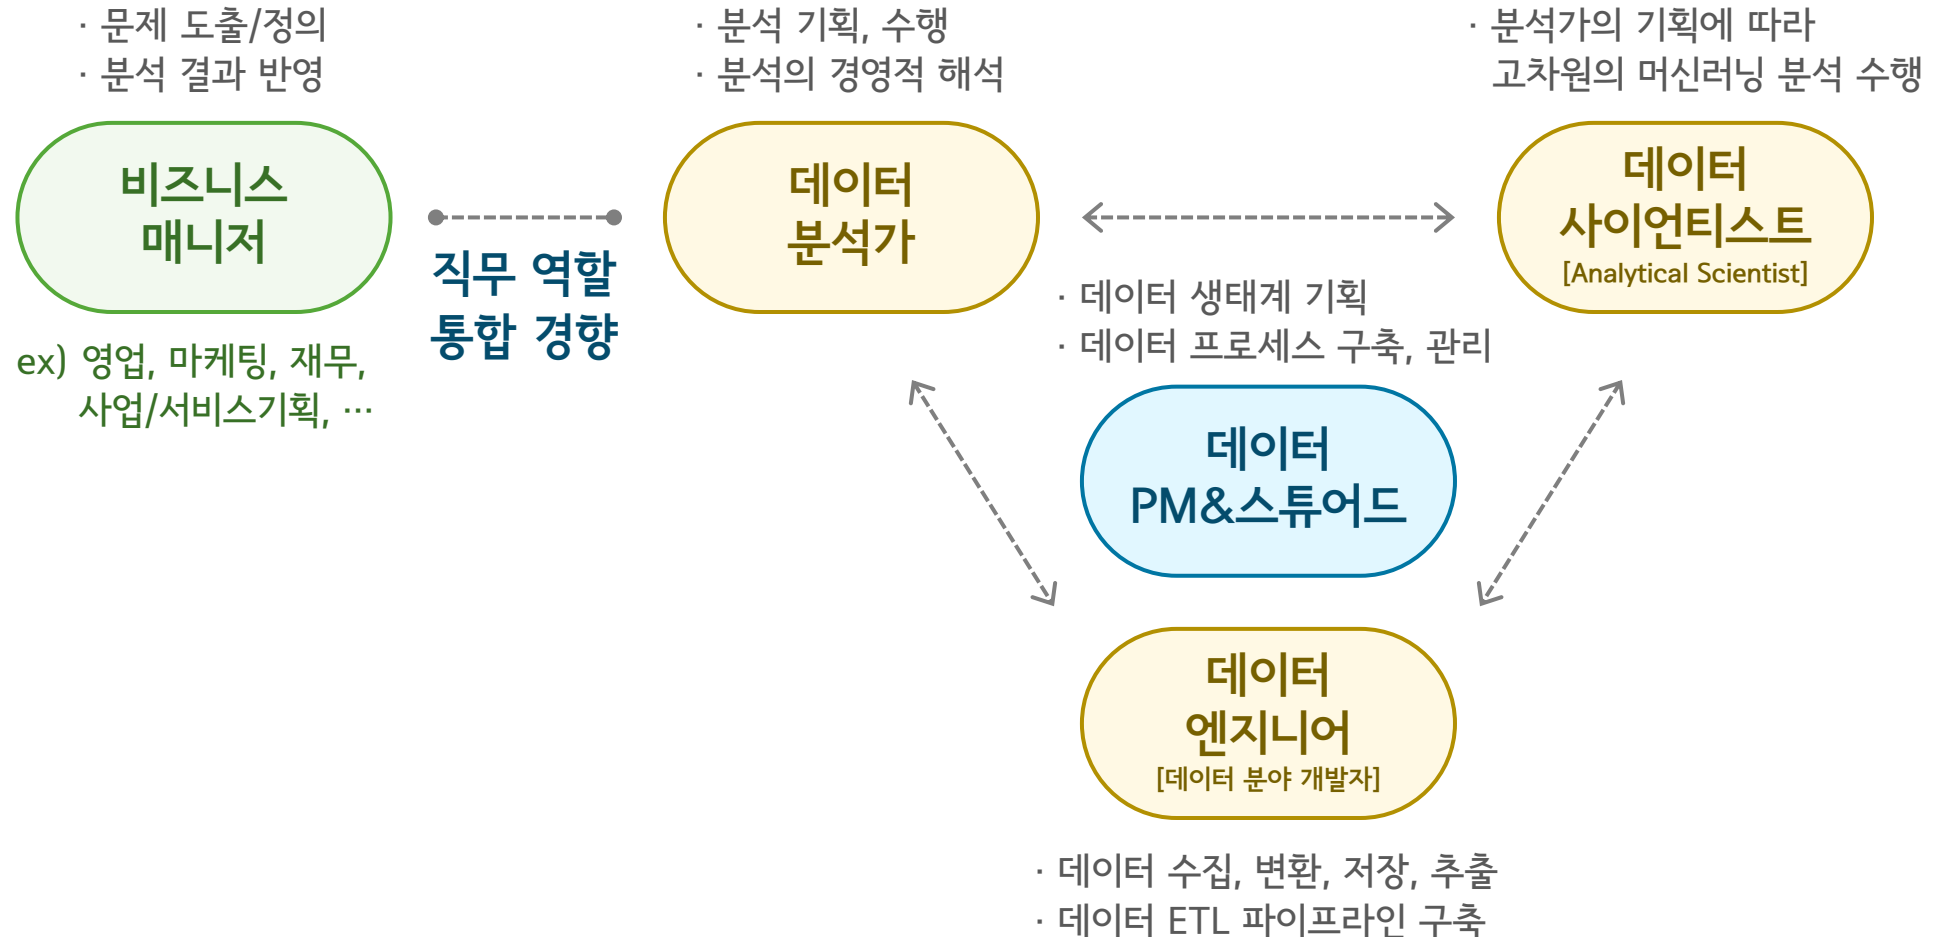 · 문제 도출/정의
· 분석 결과 반영
비즈니스
매니저
ex) 영업, 마케팅, 재무,
사업/서비스기획, …
직무 역할
통합 경향
· 분석 기획, 수행
· 분석의 경영적 해석
데이터
분석가
· 분석가의 기획에 따라
고차원의 머신러닝 분석 수행
데이터
사이언티스트
[Analytical Scientist]
· 데이터 생태계 기획
· 데이터 프로세스 구축, 관리
데이터
PM&스튜어드
데이터
엔지니어
[데이터 분야 개발자]
· 데이터 수집, 변환, 저장, 추출
· 데이터 ETL 파이프라인 구축